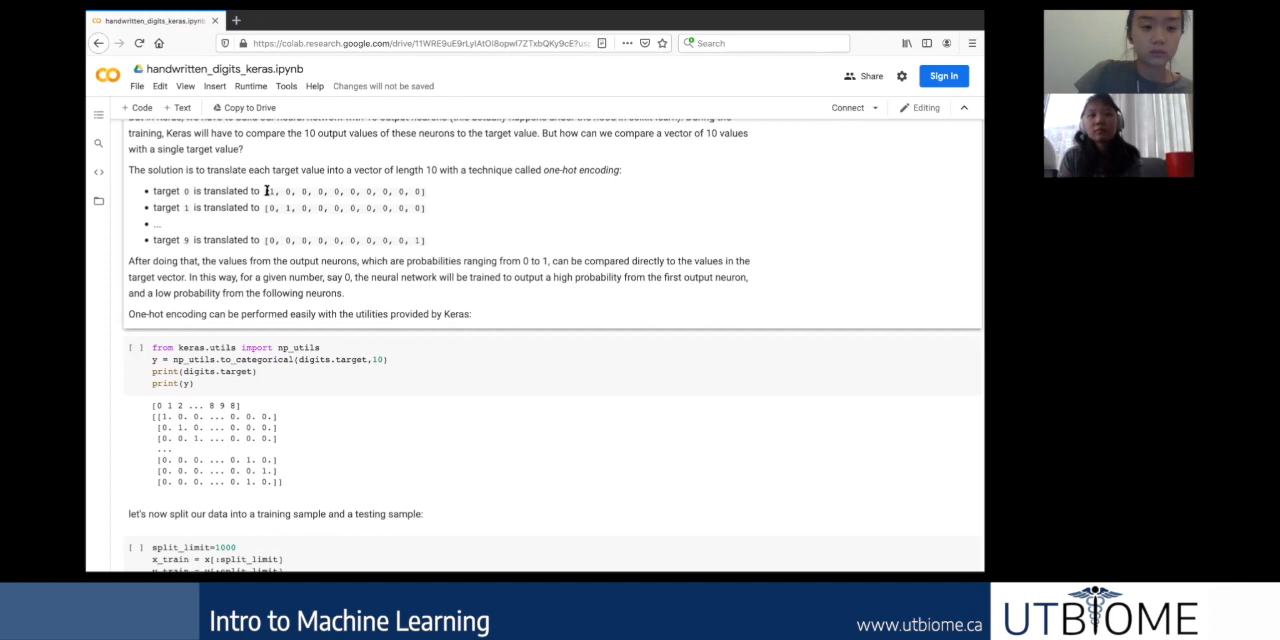 handwritten_digits_keras.ipynb
https://colab.research.google.com/drive/11WRE9uE9rLyIAtOI8opwI7ZTxbQKy9cE?us
Search
handwritten_digits_keras.ipynb
Share
Sign in
File Edit View Insert Runtime Tools Help Changes will not be saved
+ Code + Text Copy to Drive
Connect
Editing
training, Keras will have to compare the 10 output values of these neurons to the target value. But how can we compare a vector of 10 values
with a single target value?
The solution is to translate each target value into a vector of length 10 with a technique called one-hot encoding:
• target 0 is translated to [1, 0, 0, 0, 0, 0, 0, 0, 0, 0]
• target 1 is translated to [0, 1, 0, 0, 0, 0, 0, 0, 0, 0]
• ...
• target 9 is translated to [0, 0, 0, 0, 0, 0, 0, 0, 0, 1]
After doing that, the values from the output neurons, which are probabilities ranging from 0 to 1, can be compared directly to the values in the
target vector. In this way, for a given number, say 0, the neural network will be trained to output a high probability from the first output neuron,
and a low probability from the following neurons.
One-hot encoding can be performed easily with the utilities provided by Keras:
[ ] from keras.utils import np_utils
y = np_utils.to_categorical(digits.target,10)
print(digits.target)
print(y)
[0 1 2 ... 8 9 8]
[[1. 0. 0. ... 0. 0. 0.]
[0. 1. 0. ... 0. 0. 0.]
[0. 0. 1. ... 0. 0. 0.]
...
[0. 0. 0. ... 0. 1. 0.]
[0. 0. 0. ... 0. 0. 1.]
[0. 0. 0. ... 0. 1. 0.]]
let's now split our data into a training sample and a testing sample:
[ ] split_limit=1000
x_train = x[:split_limit]
Intro to Machine Learning
www.utbiome.ca
UTBIOME